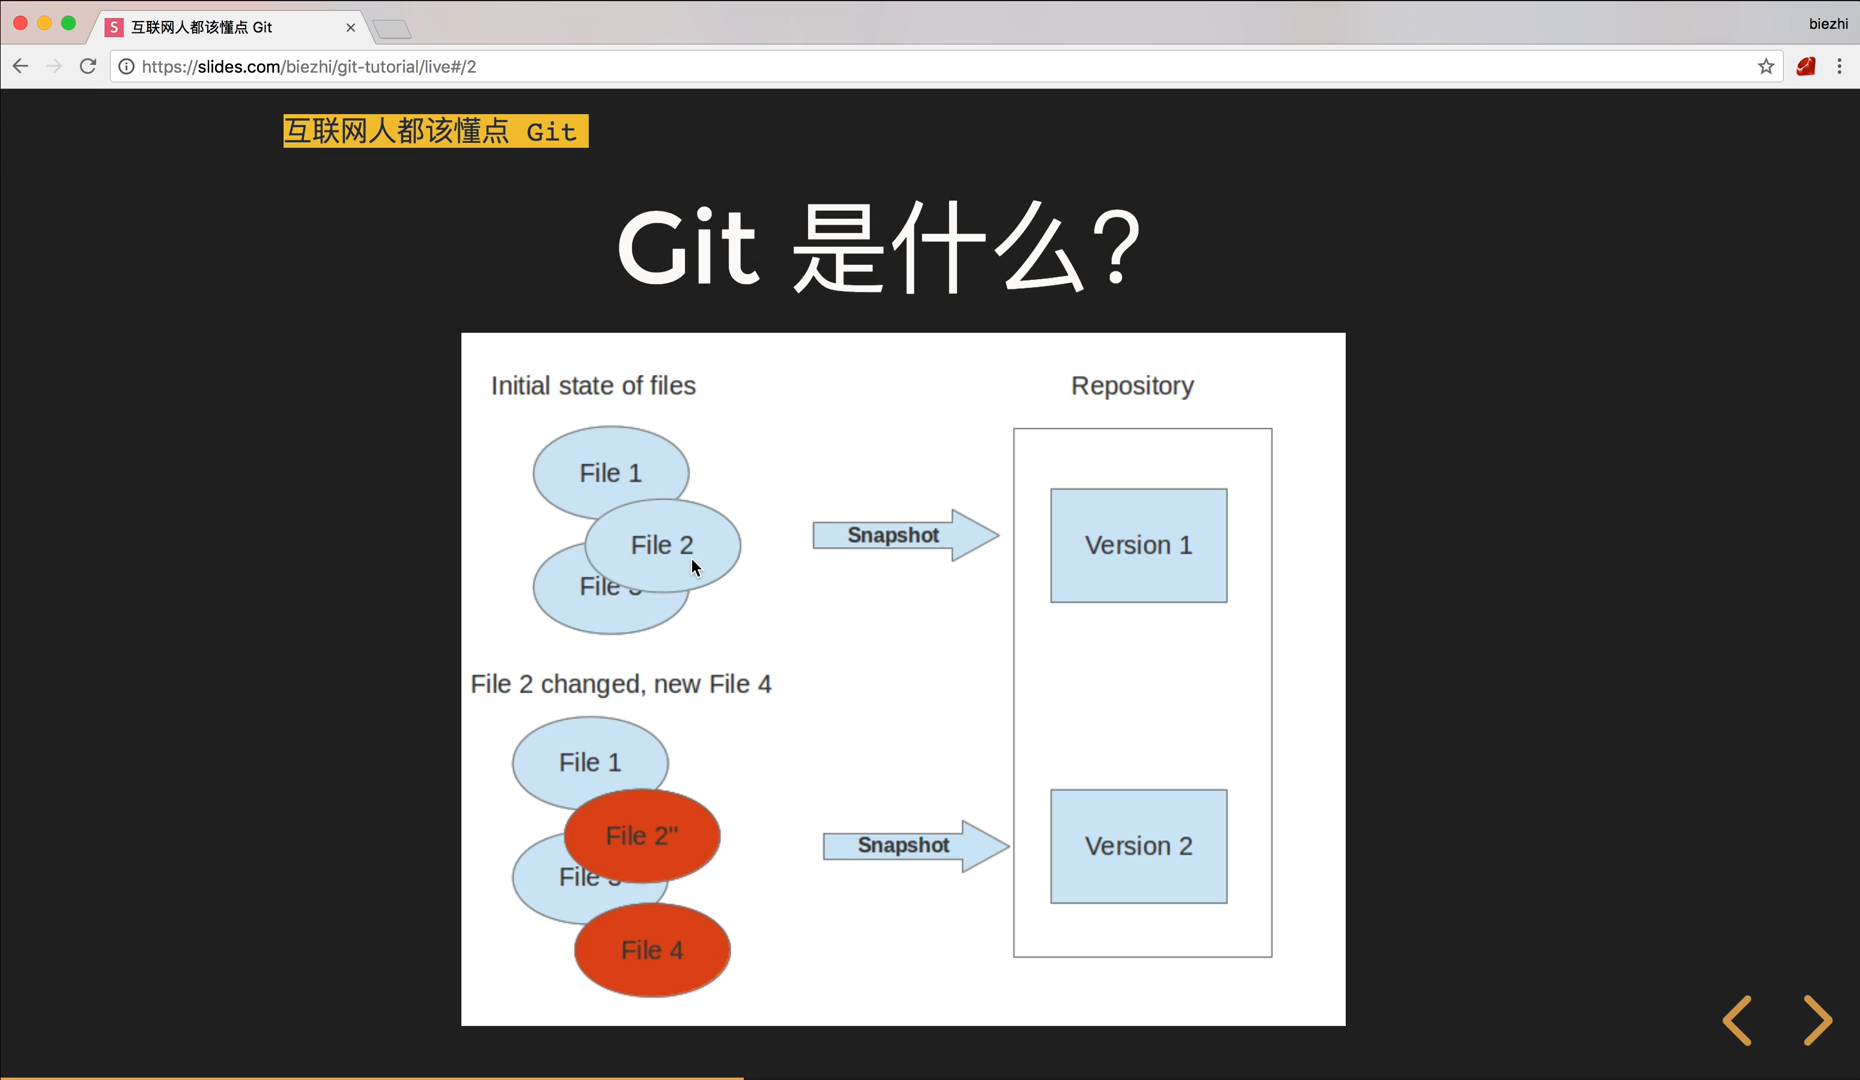 互联网人都该懂点 Git
biezhi
https://slides.com/biezhi/git-tutorial/live#/2
互联网人都该懂点 Git
Git 是什么?
Initial state of files
Repository
File 1
File 2
File
Snapshot
Version 1
File 2 changed, new File 4
File 1
File 2"
File
Snapshot
Version 2
File 4